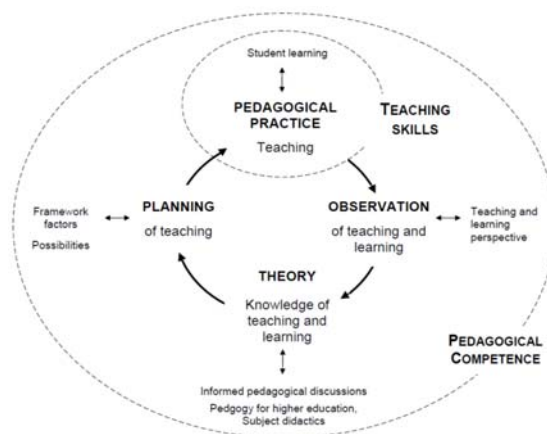 Student learning
PEDAGOGICAL
PRACTICE
Teaching
TEACHING
SKILLS
Framework
factors
Possibilities
PLANNING
of teaching
OBSERVATION
of teaching and
learning
Teaching and
learning
perspective
THEORY
Knowledge of
teaching and
learning
PEDAGOGICAL
COMPETENCE
Informed pedagogical discussions
Pedgogy for higher education,
Subject didactics